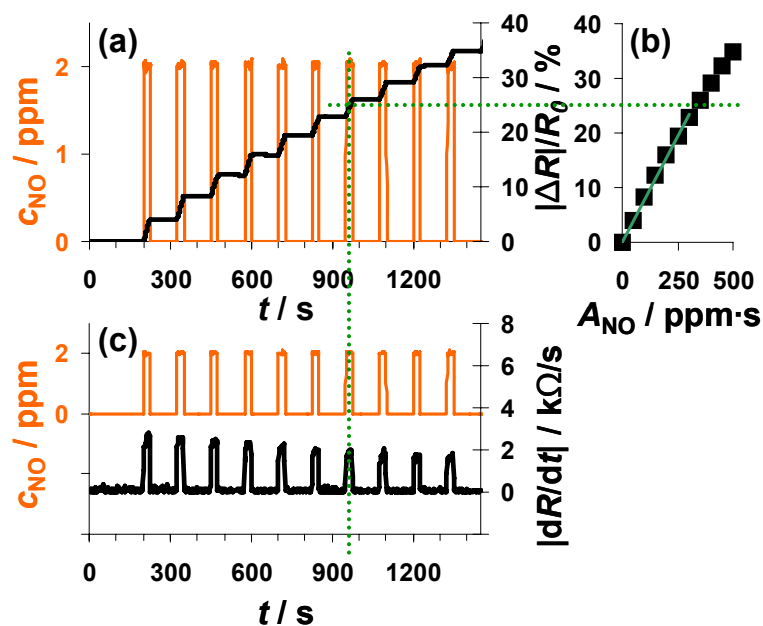 (a)
c_NO / ppm
2
1
0
0 300 600 900 1200
t / s
40
30
20
10
0
|ΔR|/R_0 / %
(b)
40
30
20
10
0
0 250 500
A_NO / ppm·s
(c)
c_NO / ppm
2
0
8
6
4
2
0
|dR/dt| / kΩ/s
0 300 600 900 1200
t / s